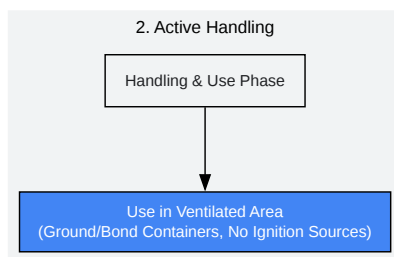 2. Active Handling
Handling & Use Phase
Use in Ventilated Area
(Ground/Bond Containers, No Ignition Sources)